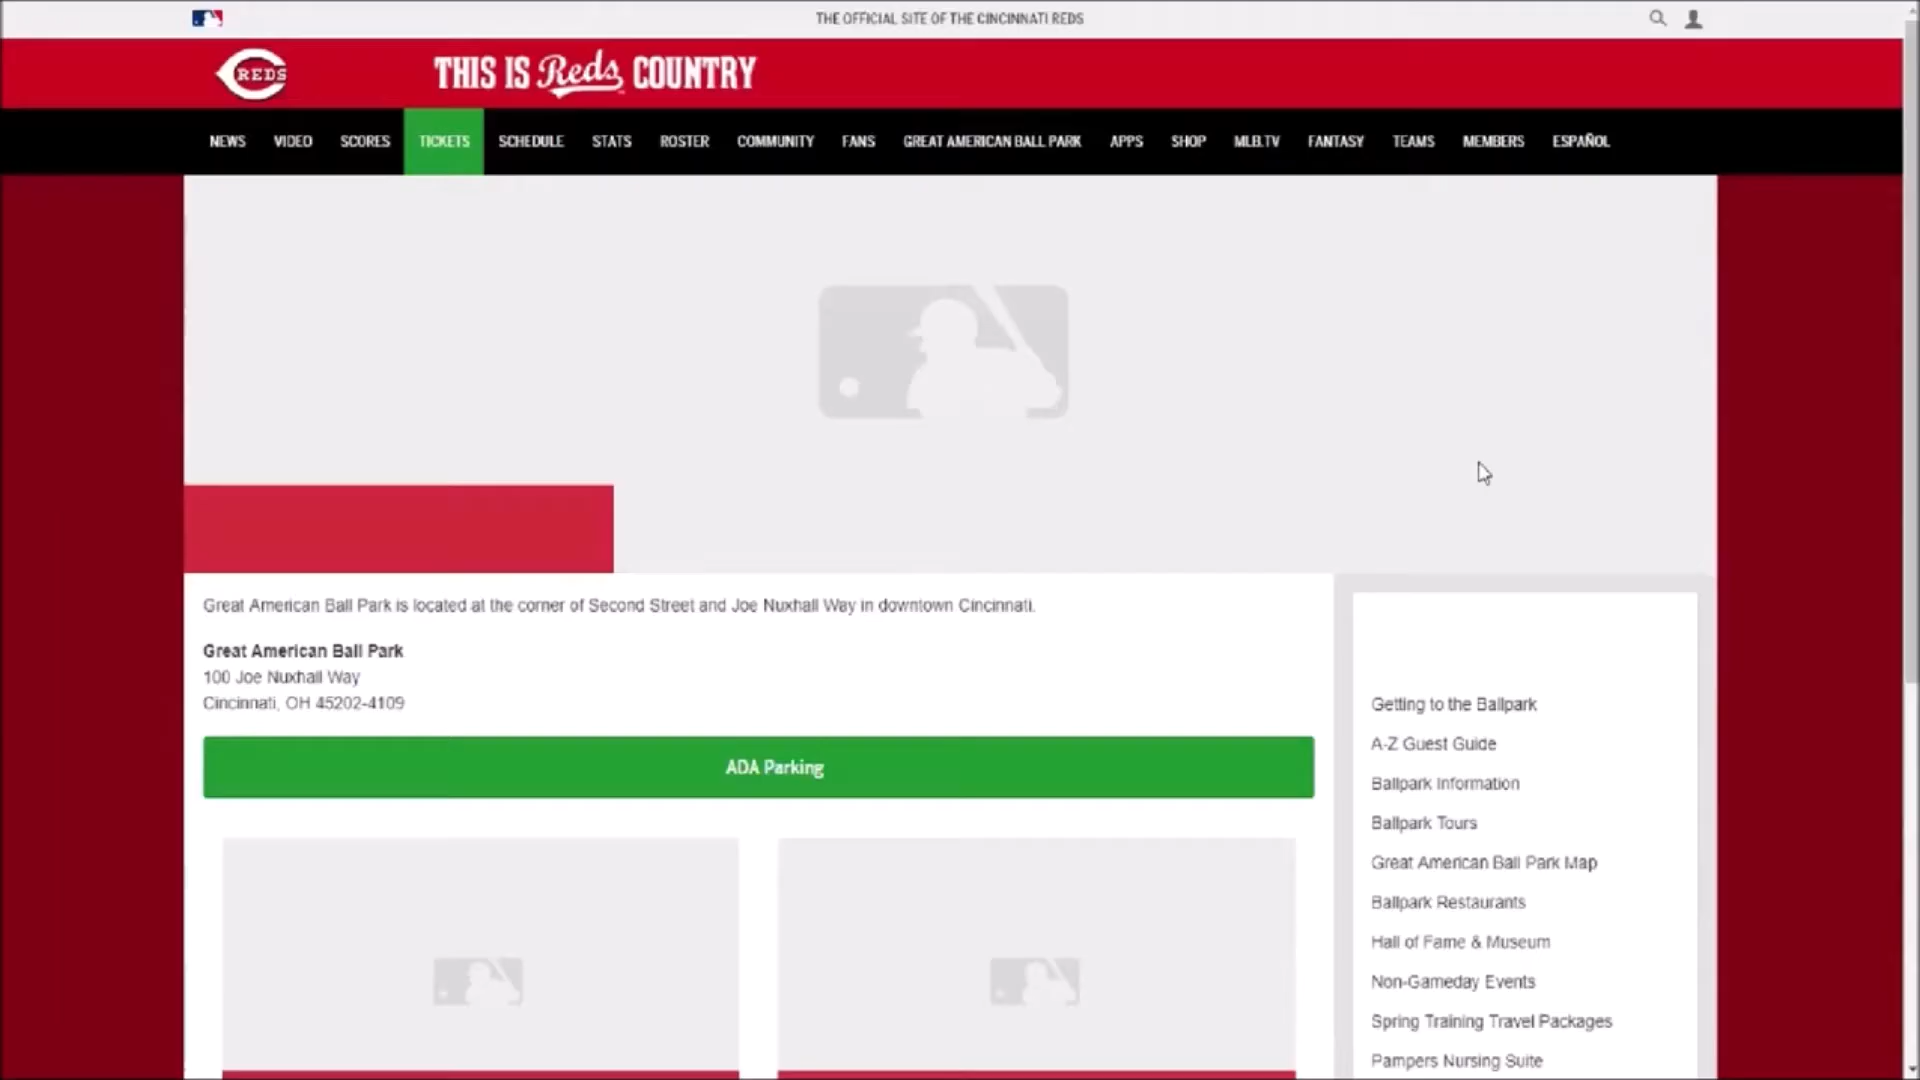 THE OFFICIAL SITE OF THE CINCINNATI REDS
REDS
THIS IS Reds COUNTRY
NEWS VIDEO SCORES TICKETS SCHEDULE STATS ROSTER COMMUNITY FANS GREAT AMERICAN BALL PARK APPS SHOP MLB.TV FANTASY TEAMS MEMBERS ESPAÑOL
Great American Ball Park is located at the corner of Second Street and Joe Nuxhall Way in downtown Cincinnati.
Great American Ball Park
100 Joe Nuxhall Way
Cincinnati, OH 45202-4109
ADA Parking
Getting to the Ballpark
A-Z Guest Guide
Ballpark Information
Ballpark Tours
Great American Ball Park Map
Ballpark Restaurants
Hall of Fame & Museum
Non-Gameday Events
Spring Training Travel Packages
Pampers Nursing Suite